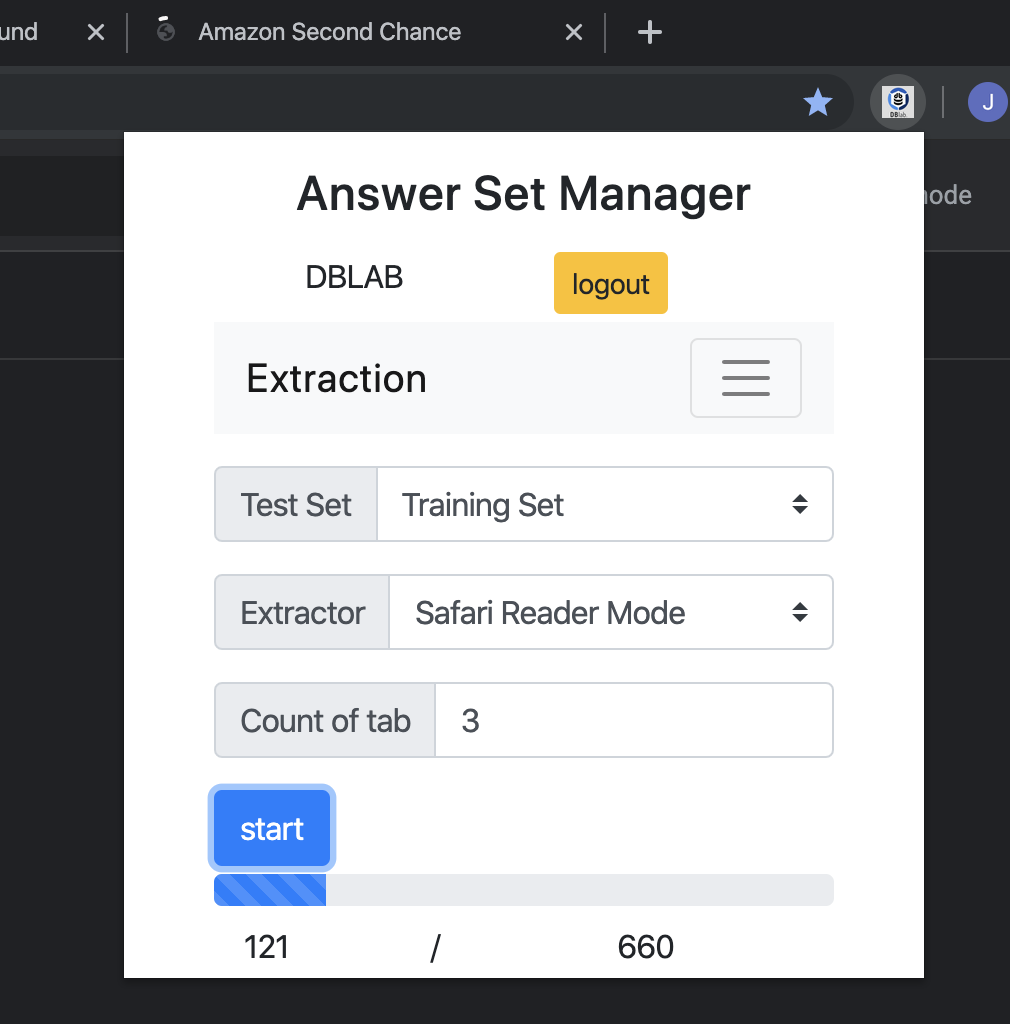 und
Amazon Second Chance
J
DBlab.
Answer Set Manager
ode
DBLAB
logout
Extraction
Test Set
Training Set
Extractor
Safari Reader Mode
Count of tab
3
start
121 / 660